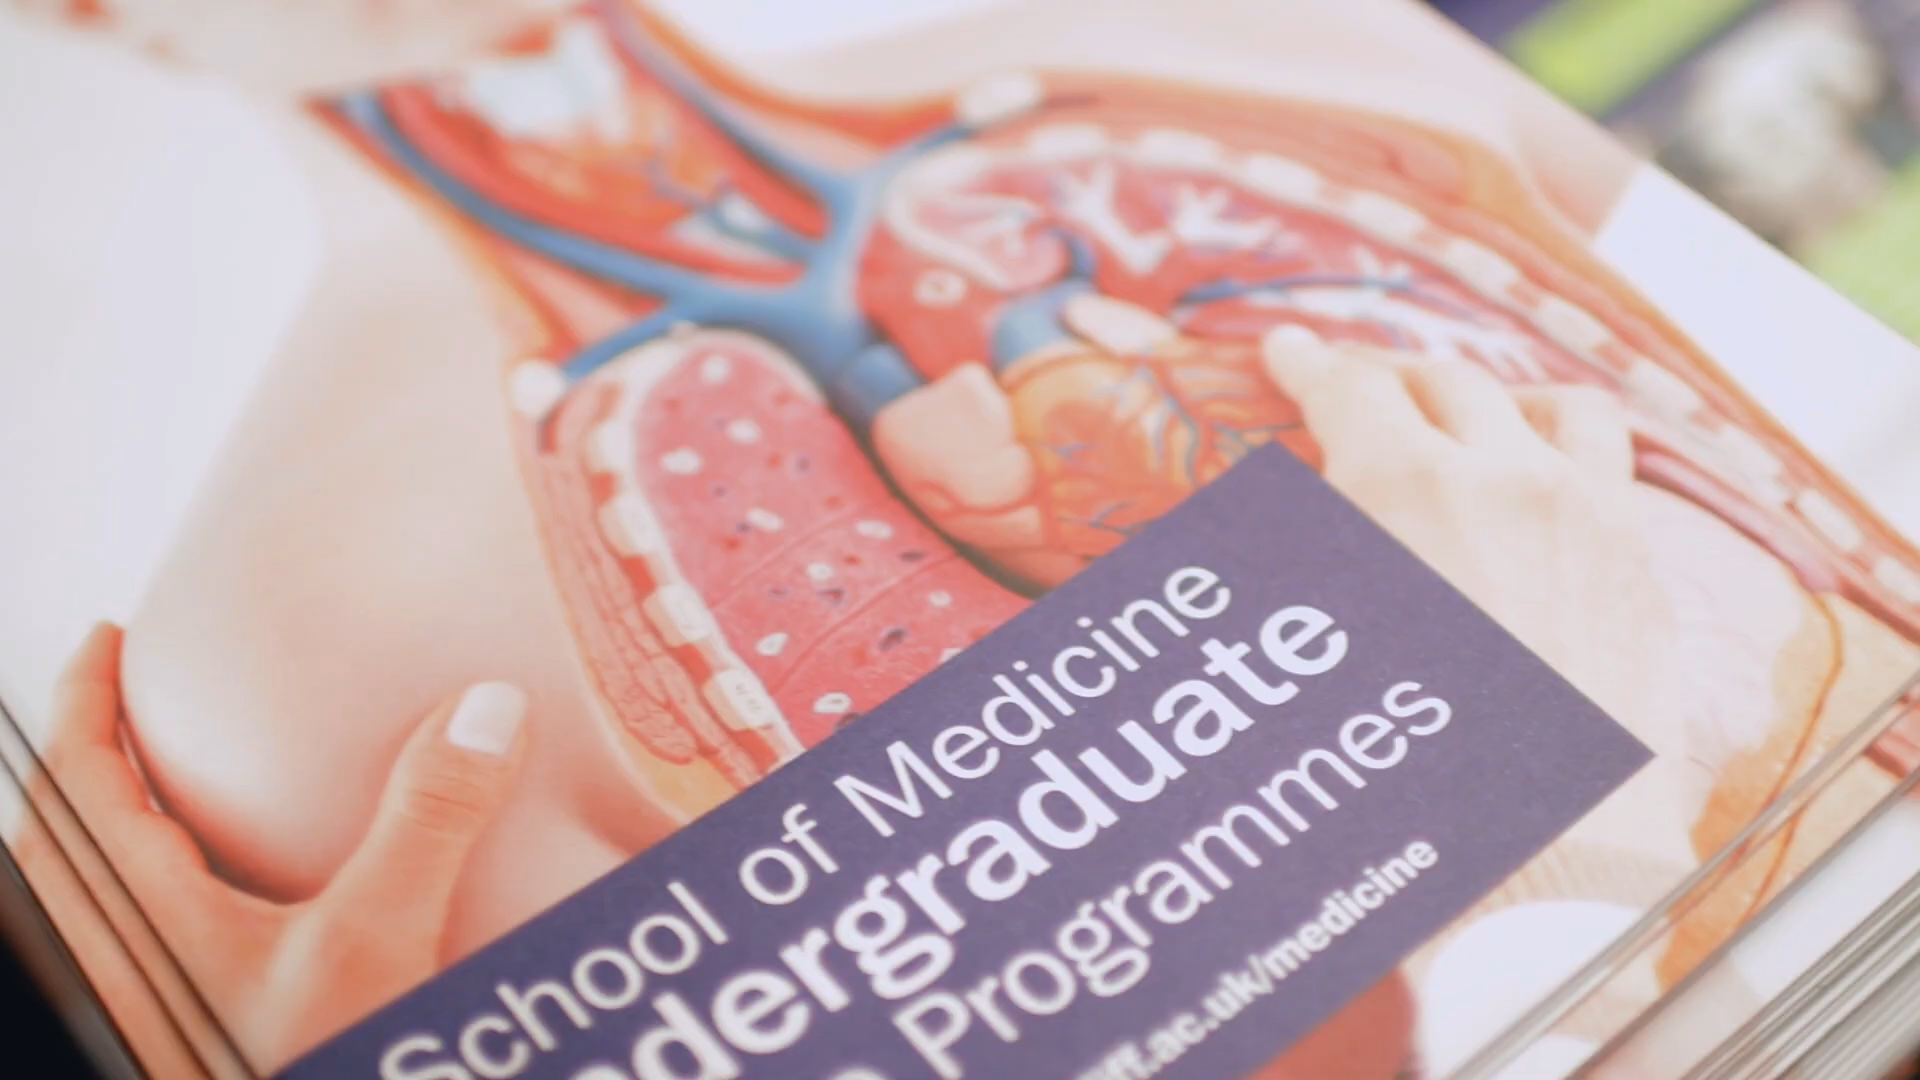 School of Medicine
ndergraduate
Programmes
ff.ac.uk/medicine